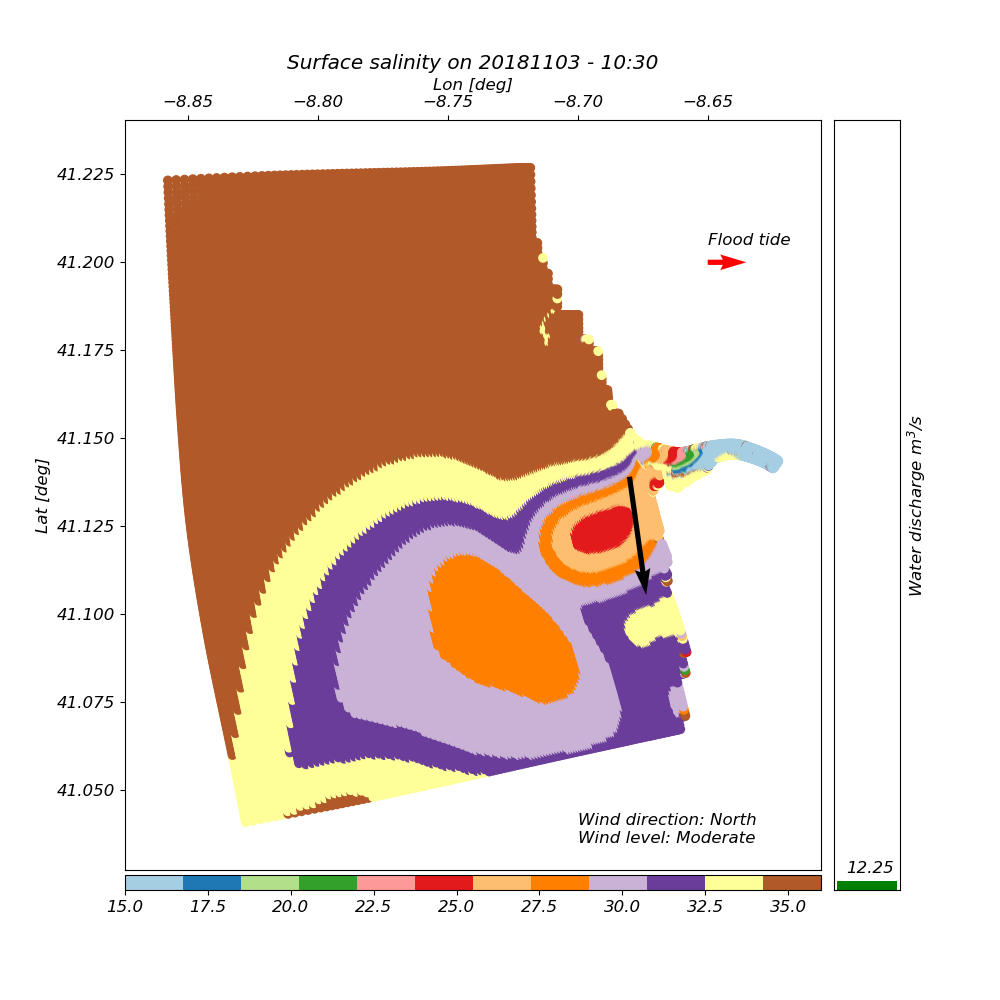 Surface salinity on 20181103 - 10:30
Lon [deg]
−8.85 −8.80 −8.75 −8.70 −8.65
41.225
41.200
41.175
41.150
41.125
41.100
41.075
41.050
Lat [deg]
Flood tide
Wind direction: North
Wind level: Moderate
15.0 17.5 20.0 22.5 25.0 27.5 30.0 32.5 35.0
Water discharge m³/s
12.25